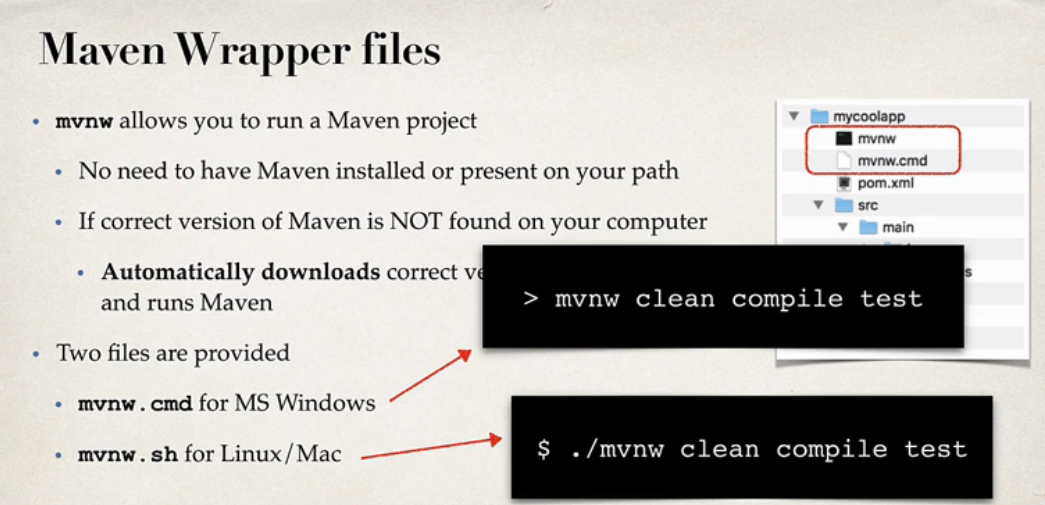 Maven Wrapper files
mvnw allows you to run a Maven project
No need to have Maven installed or present on your path
If correct version of Maven is NOT found on your computer
Automatically downloads correct
and runs Maven
Two files are provided
mvnw.cmd for MS Windows
mvnw.sh for Linux/Mac
mycoolapp
mvnw
mvnw.cmd
pom.xml
src
main
> mvnw clean compile test
$ ./mvnw clean compile test